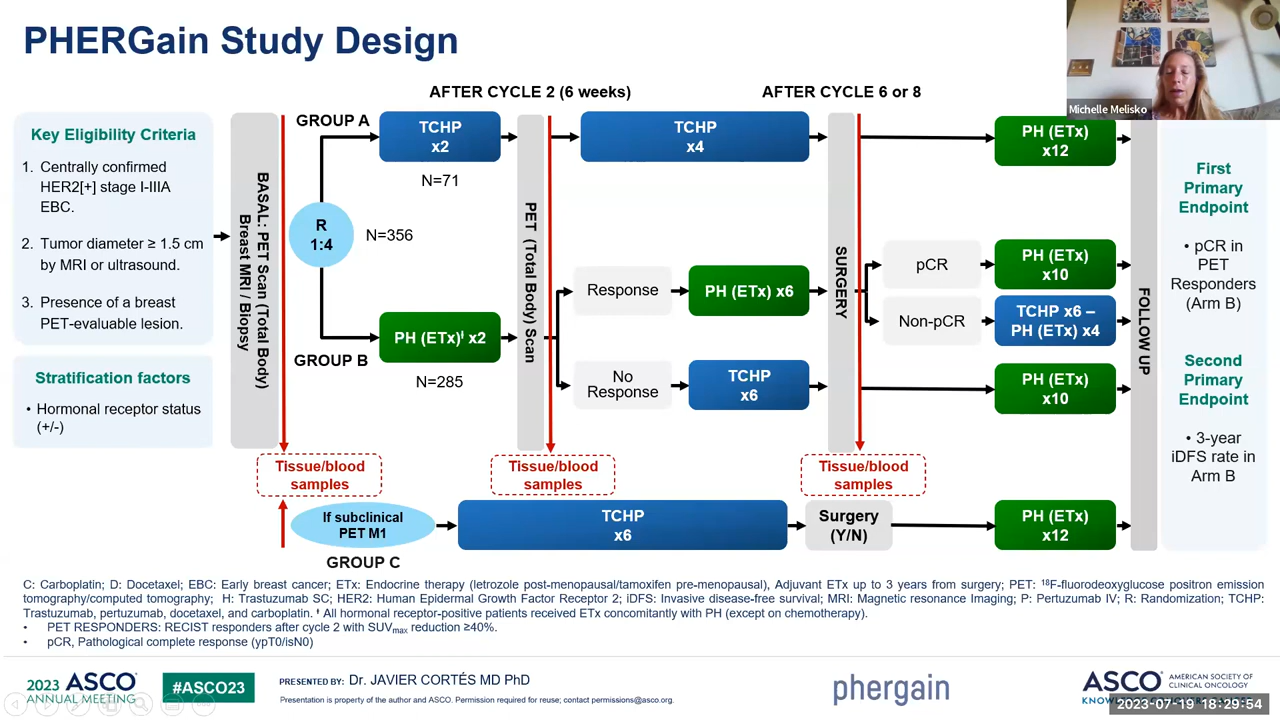 PHERGain Study Design
Michelle Melisko
AFTER CYCLE 2 (6 weeks)
AFTER CYCLE 6 or 8
Key Eligibility Criteria
1. Centrally confirmed
HER2[+] stage I-IIIA
EBC.
2. Tumor diameter ≥ 1.5 cm
by MRI or ultrasound.
3. Presence of a breast
PET-evaluable lesion.
Stratification factors
• Hormonal receptor status
(+/-)
BASAL: PET Scan (Total Body)
Breast MRI / Biopsy
GROUP A
R
1:4
N=356
GROUP B
TCHP
x2
N=71
PH (ETx)ᵻ x2
N=285
PET (Total Body) Scan
TCHP
x4
Response
PH (ETx) x6
No
Response
TCHP
x6
SURGERY
PH (ETx)
x12
pCR
PH (ETx)
x10
Non-pCR
TCHP x6 –
PH (ETx) x4
PH (ETx)
x10
FOLLOW UP
First
Primary
Endpoint
• pCR in
PET
Responders
(Arm B)
Second
Primary
Endpoint
• 3-year
iDFS rate in
Arm B
Tissue/blood
samples
Tissue/blood
samples
Tissue/blood
samples
If subclinical
PET M1
GROUP C
TCHP
x6
Surgery
(Y/N)
PH (ETx)
x12
C: Carboplatin; D: Docetaxel; EBC: Early breast cancer; ETx: Endocrine therapy (letrozole post-menopausal/tamoxifen pre-menopausal), Adjuvant ETx up to 3 years from surgery; PET: ¹⁸F-fluorodeoxyglucose positron emission
tomography/computed tomography; H: Trastuzumab SC; HER2: Human Epidermal Growth Factor Receptor 2; iDFS: Invasive disease-free survival; MRI: Magnetic resonance Imaging; P: Pertuzumab IV; R: Randomization; TCHP:
Trastuzumab, pertuzumab, docetaxel, and carboplatin. ᵻ All hormonal receptor-positive patients received ETx concomitantly with PH (except on chemotherapy).
• PET RESPONDERS: RECIST responders after cycle 2 with SUVmax reduction ≥40%.
• pCR, Pathological complete response (ypT0/isN0)
2023 ASCO
ANNUAL MEETING
#ASCO23
PRESENTED BY: Dr. JAVIER CORTÉS MD PhD
Presentation is property of the author and ASCO. Permission required for reuse; contact permissions@asco.org.
phergain
ASCO AMERICAN SOCIETY OF
CLINICAL ONCOLOGY
2023-07-19 18:29:54